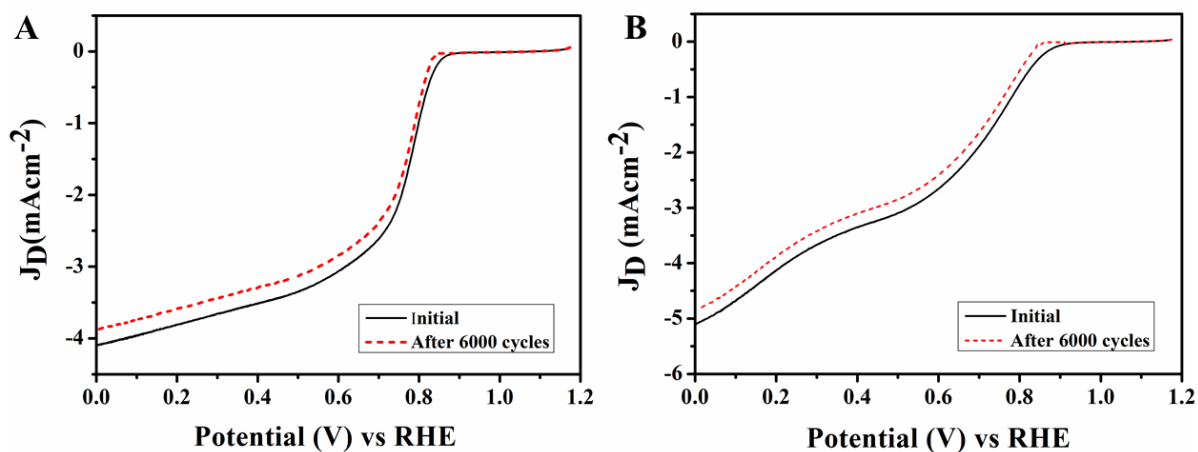 A
0
-1
-2
-3
-4
J_D(mAcm-2)
Initial
After 6000 cycles
0.0 0.2 0.4 0.6 0.8 1.0 1.2
Potential (V) vs RHE
B
0
-1
-2
-3
-4
-5
-6
J_D (mAcm-2)
Initial
After 6000 cycles
0.0 0.2 0.4 0.6 0.8 1.0 1.2
Potential (V) vs RHE